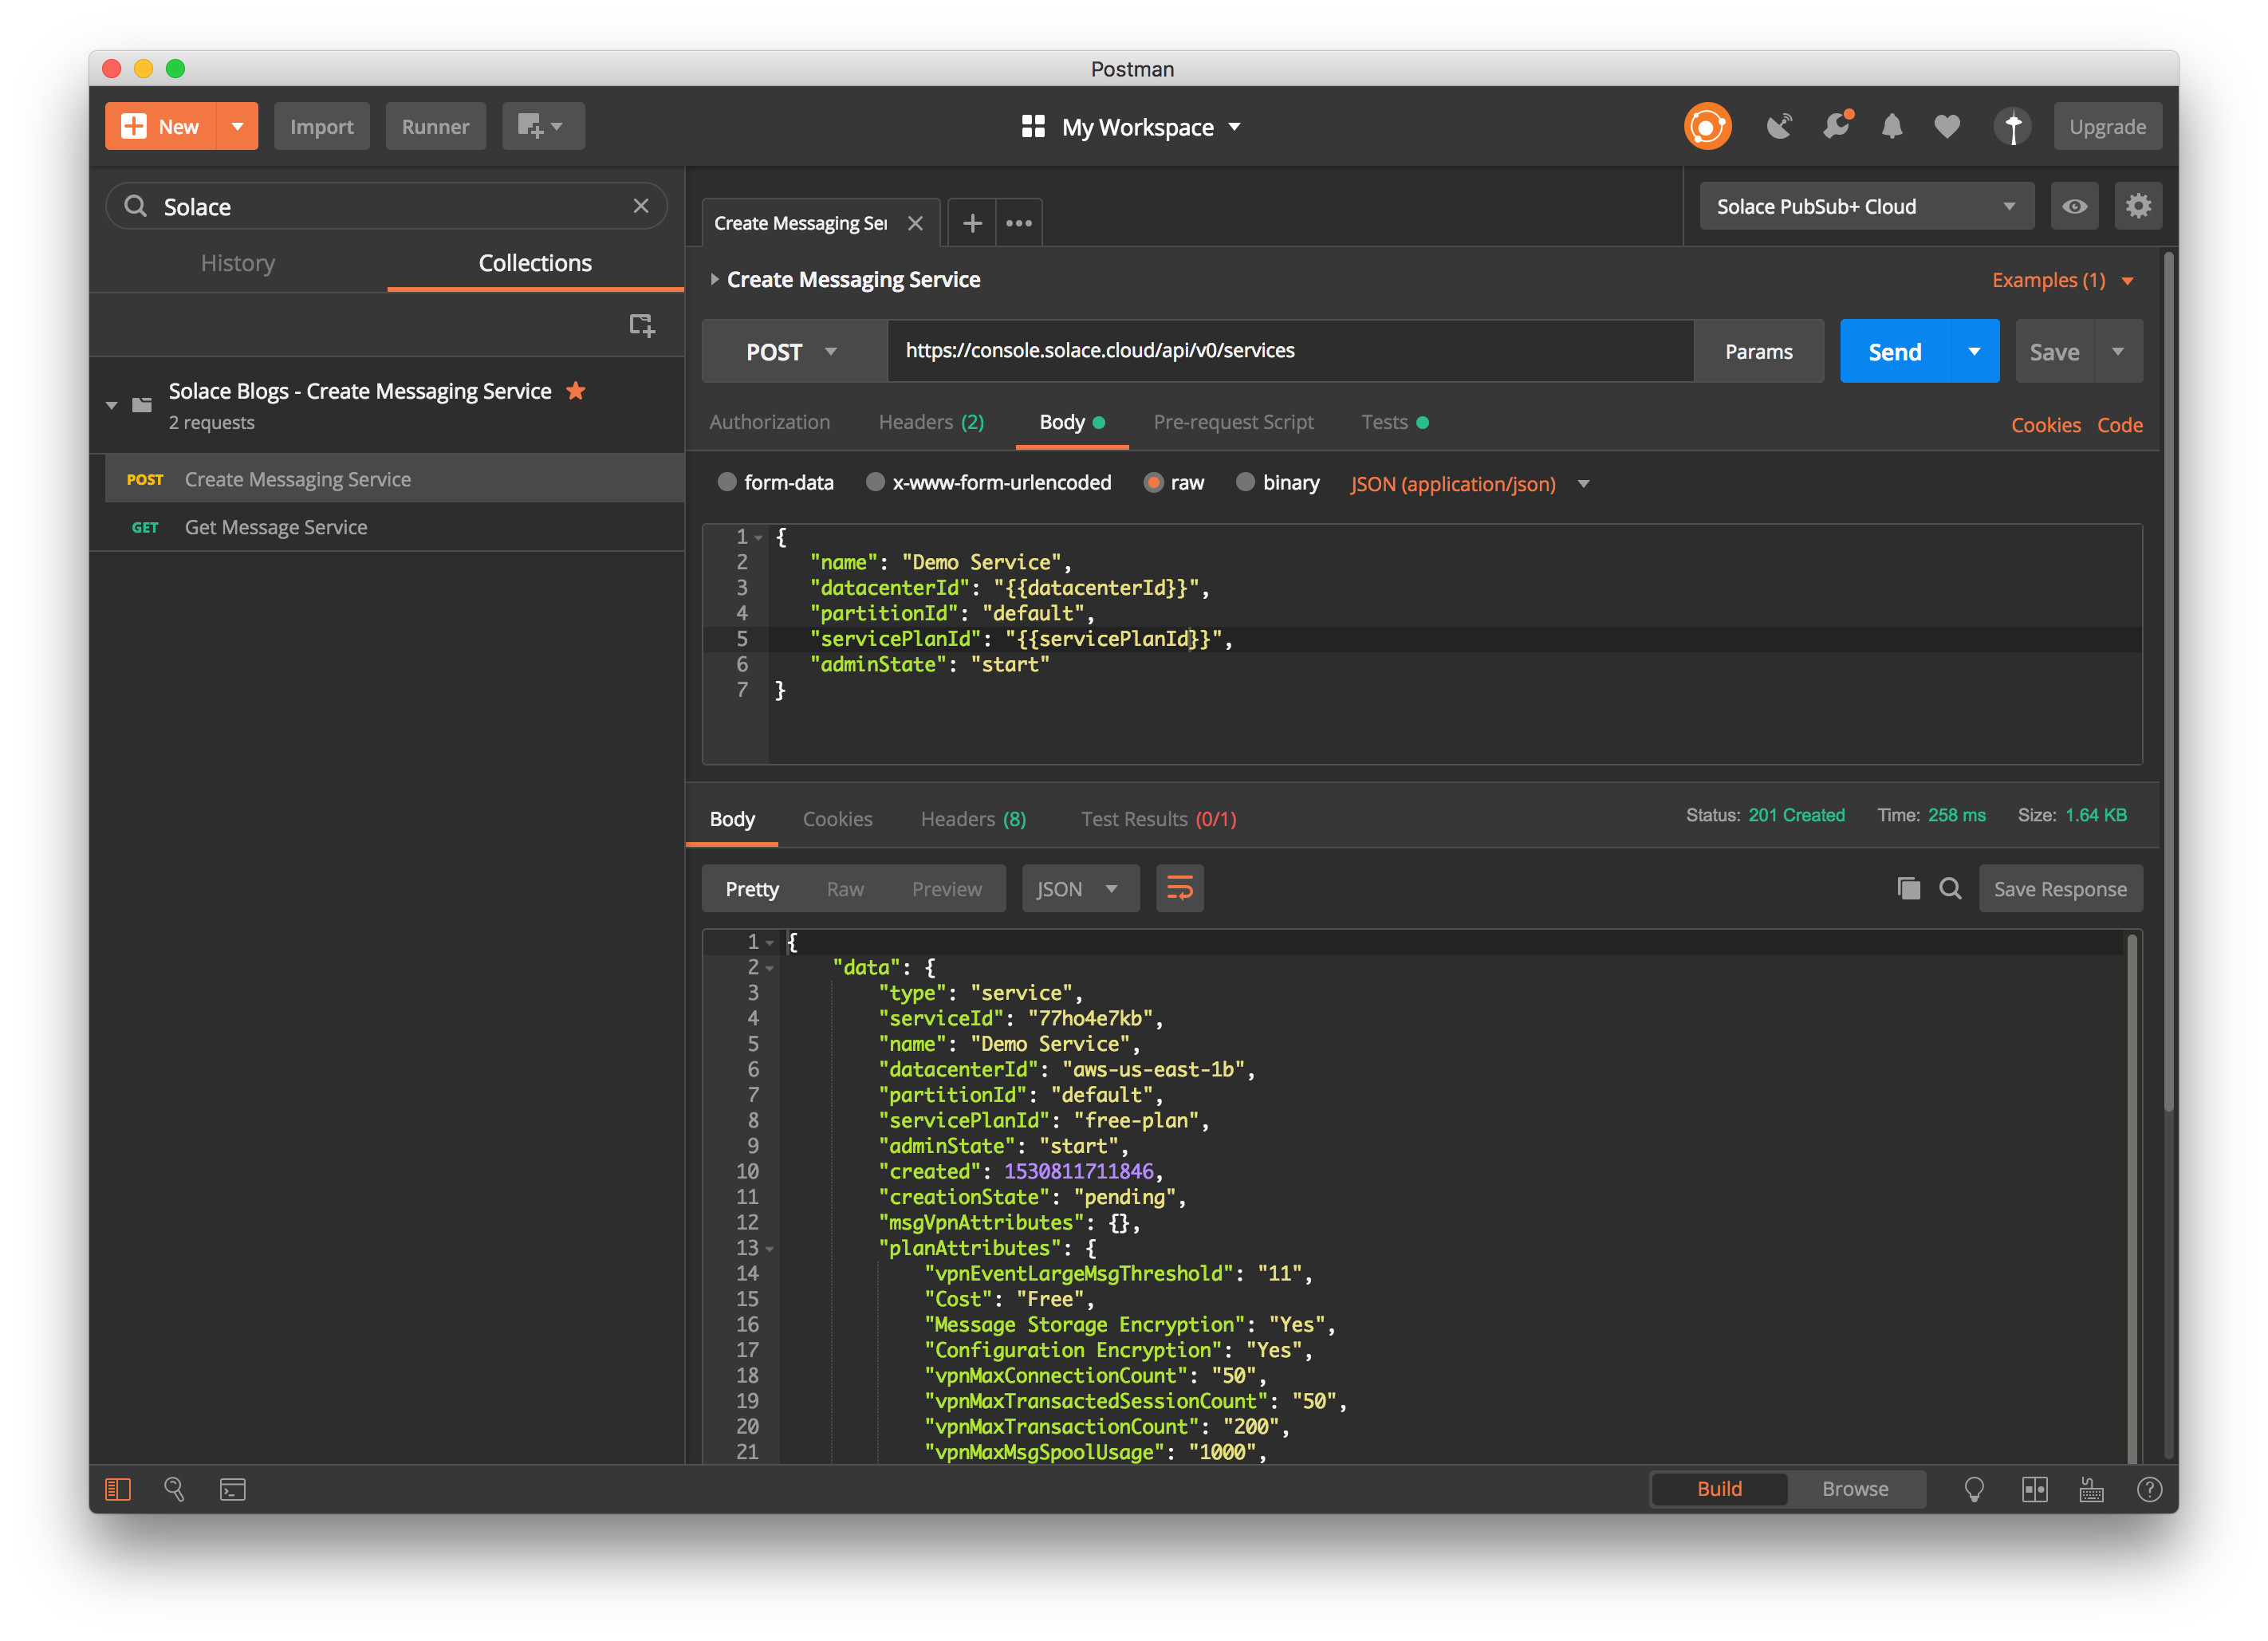 Postman
New
Import
Runner
My Workspace
Upgrade
Solace
History
Collections
Solace Blogs - Create Messaging Service
2 requests
POST Create Messaging Service
GET Get Message Service
Create Messaging Ser
Solace PubSub+ Cloud
Create Messaging Service
Examples (1)
POST
https://console.solace.cloud/api/v0/services
Params
Send
Save
Authorization
Headers (2)
Body
Pre-request Script
Tests
Cookies
Code
form-data
x-www-form-urlencoded
raw
binary
JSON (application/json)
1 {
2 "name": "Demo Service",
3 "datacenterId": "{{datacenterId}}",
4 "partitionId": "default",
5 "servicePlanId": "{{servicePlanId}}",
6 "adminState": "start"
7 }
Body
Cookies
Headers (8)
Test Results (0/1)
Status: 201 Created
Time: 258 ms
Size: 1.64 KB
Pretty
Raw
Preview
JSON
Save Response
1 {
2 "data": {
3 "type": "service",
4 "serviceId": "77ho4e7kb",
5 "name": "Demo Service",
6 "datacenterId": "aws-us-east-1b",
7 "partitionId": "default",
8 "servicePlanId": "free-plan",
9 "adminState": "start",
10 "created": 1530811711846,
11 "creationState": "pending",
12 "msgVpnAttributes": {},
13 "planAttributes": {
14 "vpnEventLargeMsgThreshold": "11",
15 "Cost": "Free",
16 "Message Storage Encryption": "Yes",
17 "Configuration Encryption": "Yes",
18 "vpnMaxConnectionCount": "50",
19 "vpnMaxTransactedSessionCount": "50",
20 "vpnMaxTransactionCount": "200",
21 "vpnMaxMsgSpoolUsage": "1000",
Build
Browse